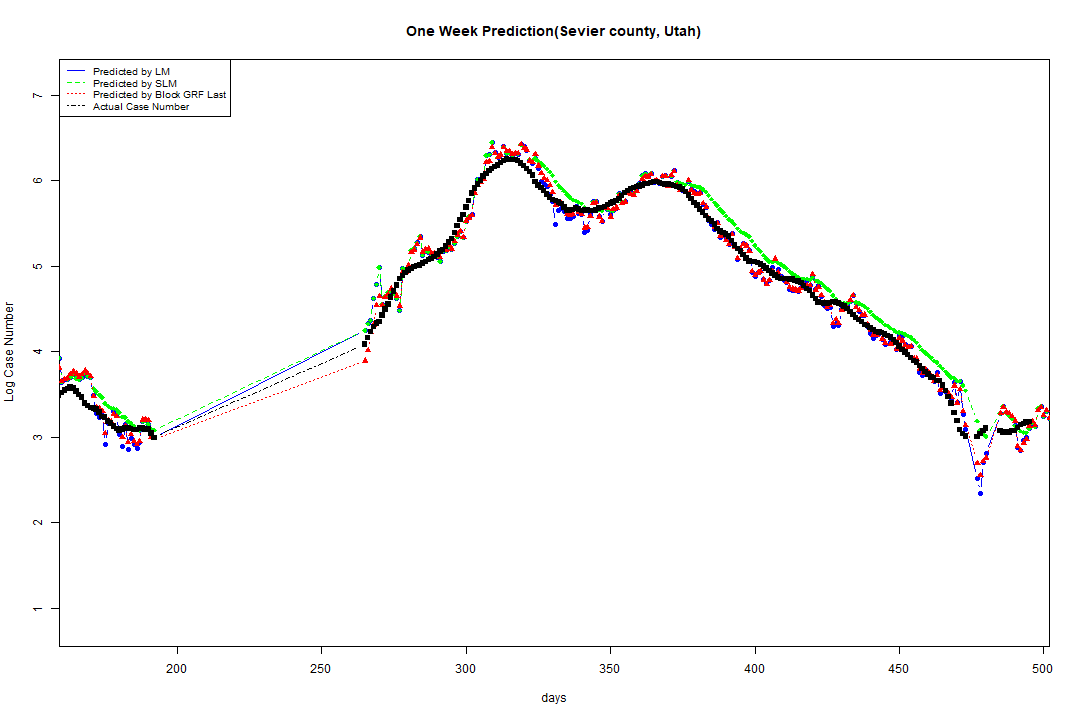 One Week Prediction(Sevier county, Utah)
Predicted by LM
Predicted by SLM
Predicted by Block GRF Last
Actual Case Number
7
6
5
4
3
2
1
Log Case Number
200 250 300 350 400 450 500
days